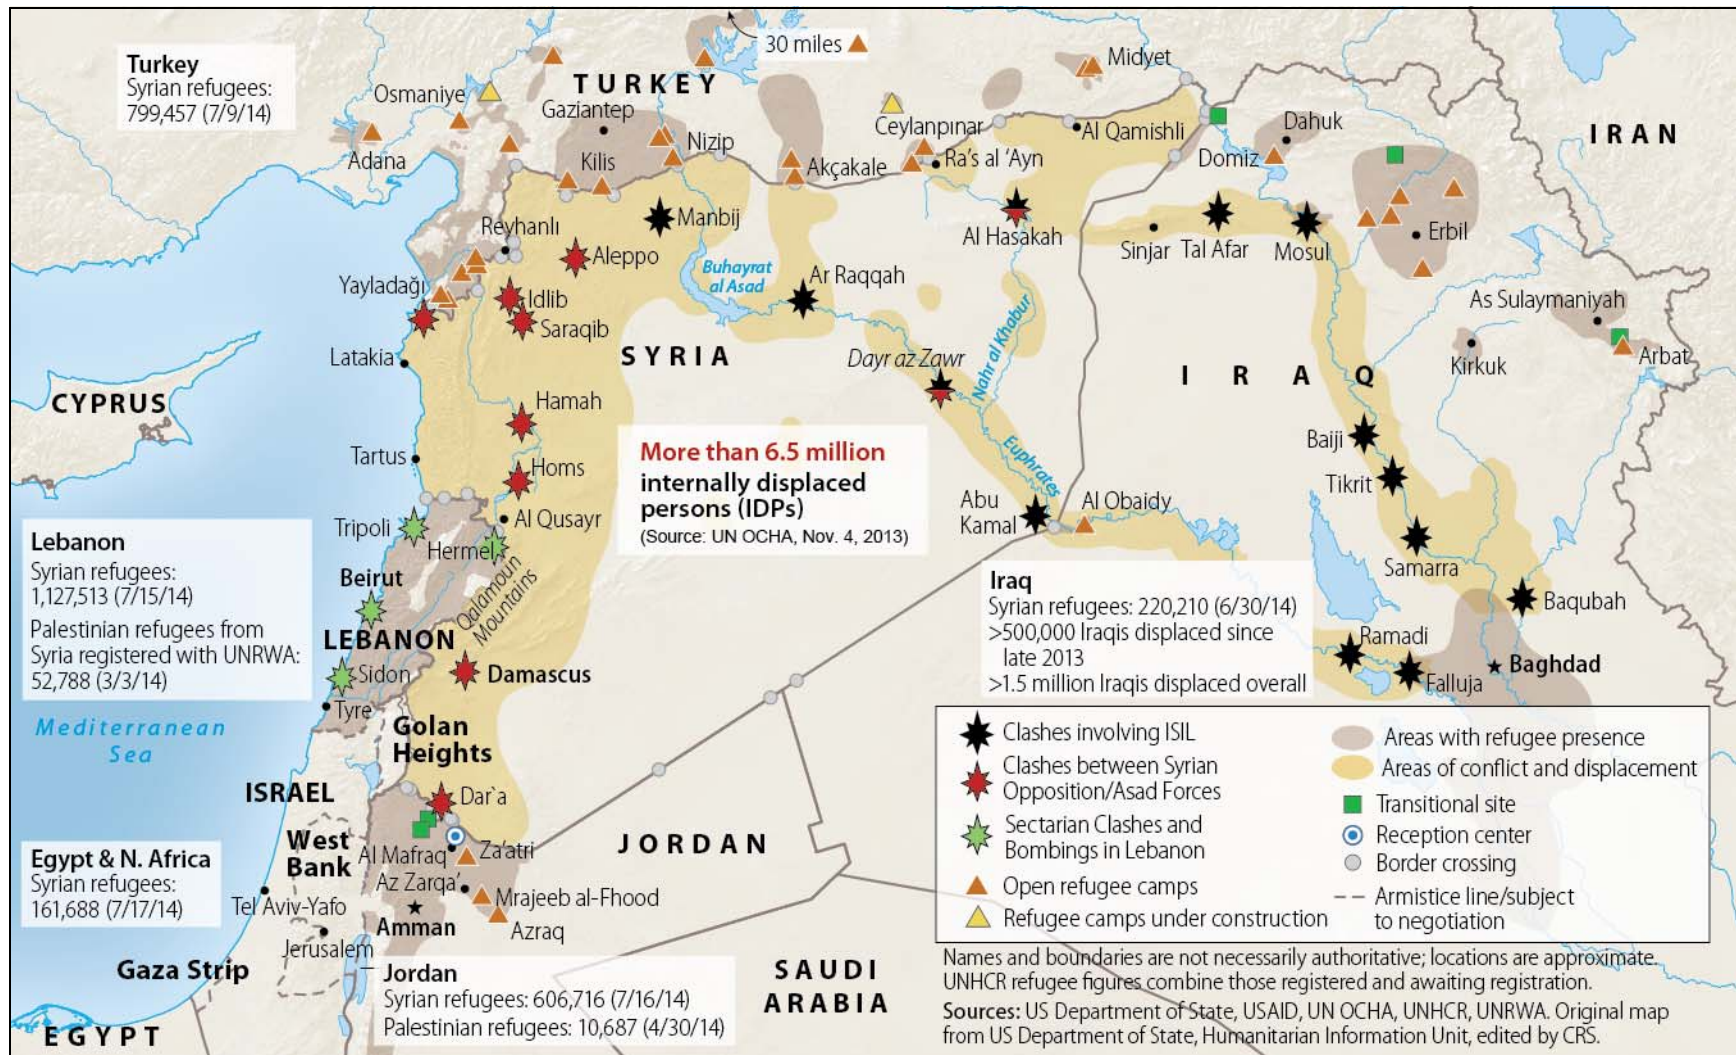 Turkey
Syrian refugees:
799,457 (7/9/14)
30 miles
TURKEY
Midyet
Osmaniye
Gaziantep
Adana
Kilis
Nizip
Akçakale
Ceylanpınar
Ra's al 'Ayn
Al Qamishli
Domiz
Dahuk
IRAN
Reyhanlı
Manbij
Aleppo
Al Hasakah
Sinjar
Tal Afar
Mosul
Erbil
Yayladağı
Idlib
Saraqib
Buhayrat
al Asad
Ar Raqqah
Nahr al Khabur
As Sulaymaniyah
Latakia
SYRIA
Dayr az Zawr
IRAQ
Kirkuk
Arbat
CYPRUS
Hamah
Tartus
Homs
More than 6.5 million
internally displaced
persons (IDPs)
(Source: UN OCHA, Nov. 4, 2013)
Euphrates
Baiji
Tikrit
Abu
Kamal
Al Obaidy
Samarra
Baqubah
Tripoli
Al Qusayr
Hermel
Qalamoun
Mountains
Lebanon
Syrian refugees:
1,127,513 (7/15/14)
Palestinian refugees from
Syria registered with UNRWA:
52,788 (3/3/14)
Beirut
LEBANON
Sidon
Tyre
Damascus
Iraq
Syrian refugees: 220,210 (6/30/14)
>500,000 Iraqis displaced since
late 2013
>1.5 million Iraqis displaced overall
Ramadi
Falluja
Baghdad
Mediterranean
Sea
Golan
Heights
ISRAEL
Dar`a
West
Bank
Al Mafraq
Za'atri
JORDAN
Az Zarqa'
Mrajeeb al-Fhood
Azraq
Amman
Egypt & N. Africa
Syrian refugees:
161,688 (7/17/14)
Tel Aviv-Yafo
Jerusalem
Gaza Strip
EGYPT
Jordan
Syrian refugees: 606,716 (7/16/14)
Palestinian refugees: 10,687 (4/30/14)
SAUDI
ARABIA
Clashes involving ISIL
Clashes between Syrian
Opposition/Asad Forces
Sectarian Clashes and
Bombings in Lebanon
Open refugee camps
Refugee camps under construction
Areas with refugee presence
Areas of conflict and displacement
Transitional site
Reception center
Border crossing
Armistice line/subject
to negotiation
Names and boundaries are not necessarily authoritative; locations are approximate.
UNHCR refugee figures combine those registered and awaiting registration.
Sources: US Department of State, USAID, UN OCHA, UNHCR, UNRWA. Original map
from US Department of State, Humanitarian Information Unit, edited by CRS.